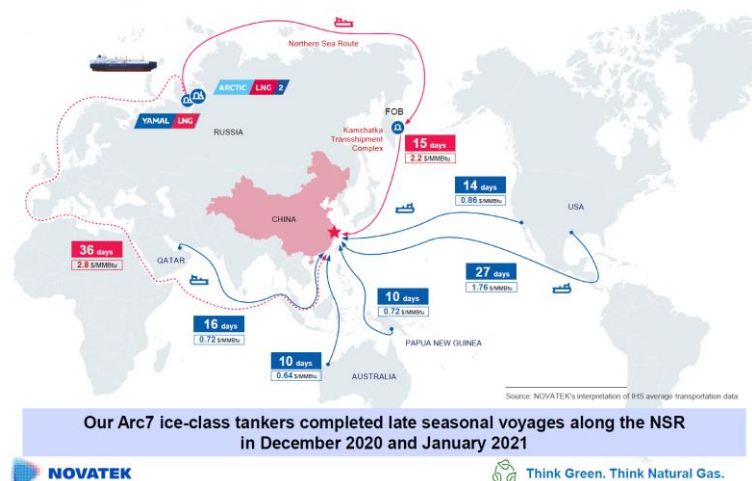 Northern Sea Route
ARCTIC LNG 2
YAMAL LNG
RUSSIA
FOB
Kamchatka
Transshipment
Complex
15 days
2.2 $/MMBtu
14 days
0.86 $/MMBtu
USA
CHINA
36 days
2.8 $/MMBtu
QATAR
27 days
1.76 $/MMBtu
16 days
0.72 $/MMBtu
10 days
0.72 $/MMBtu
PAPUA NEW GUINEA
10 days
0.64 $/MMBtu
AUSTRALIA
Source: NOVATEK's interpretation of IHS average transportation data
Our Arc7 ice-class tankers completed late seasonal voyages along the NSR
in December 2020 and January 2021
NOVATEK
Think Green. Think Natural Gas.